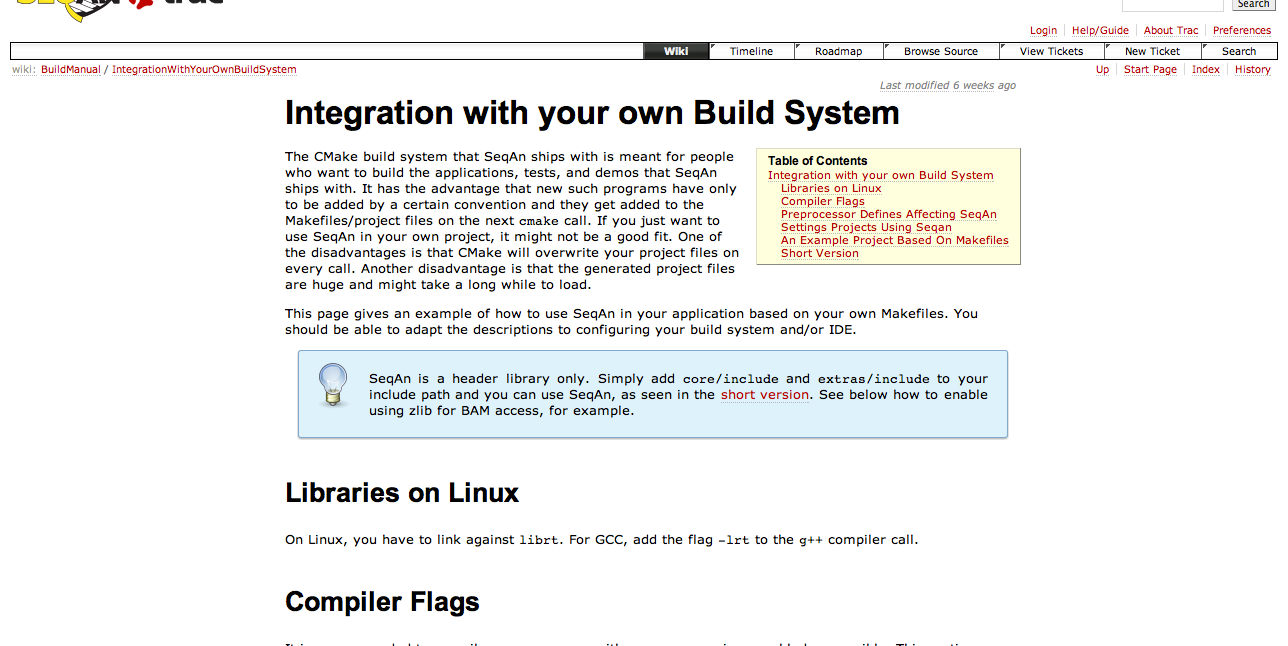 Search
Login Help/Guide About Trac Preferences
Wiki Timeline Roadmap Browse Source View Tickets New Ticket Search
wiki: BuildManual / IntegrationWithYourOwnBuildSystem
Up Start Page Index History
Last modified 6 weeks ago
Integration with your own Build System
The CMake build system that SeqAn ships with is meant for people
who want to build the applications, tests, and demos that SeqAn
ships with. It has the advantage that new such programs have only
to be added by a certain convention and they get added to the
Makefiles/project files on the next cmake call. If you just want to
use SeqAn in your own project, it might not be a good fit. One of
the disadvantages is that CMake will overwrite your project files on
every call. Another disadvantage is that the generated project files
are huge and might take a long while to load.
Table of Contents
Integration with your own Build System
Libraries on Linux
Compiler Flags
Preprocessor Defines Affecting SeqAn
Settings Projects Using Seqan
An Example Project Based On Makefiles
Short Version
This page gives an example of how to use SeqAn in your application based on your own Makefiles. You
should be able to adapt the descriptions to configuring your build system and/or IDE.
SeqAn is a header library only. Simply add core/include and extras/include to your
include path and you can use SeqAn, as seen in the short version. See below how to enable
using zlib for BAM access, for example.
Libraries on Linux
On Linux, you have to link against librt. For GCC, add the flag -lrt to the g++ compiler call.
Compiler Flags